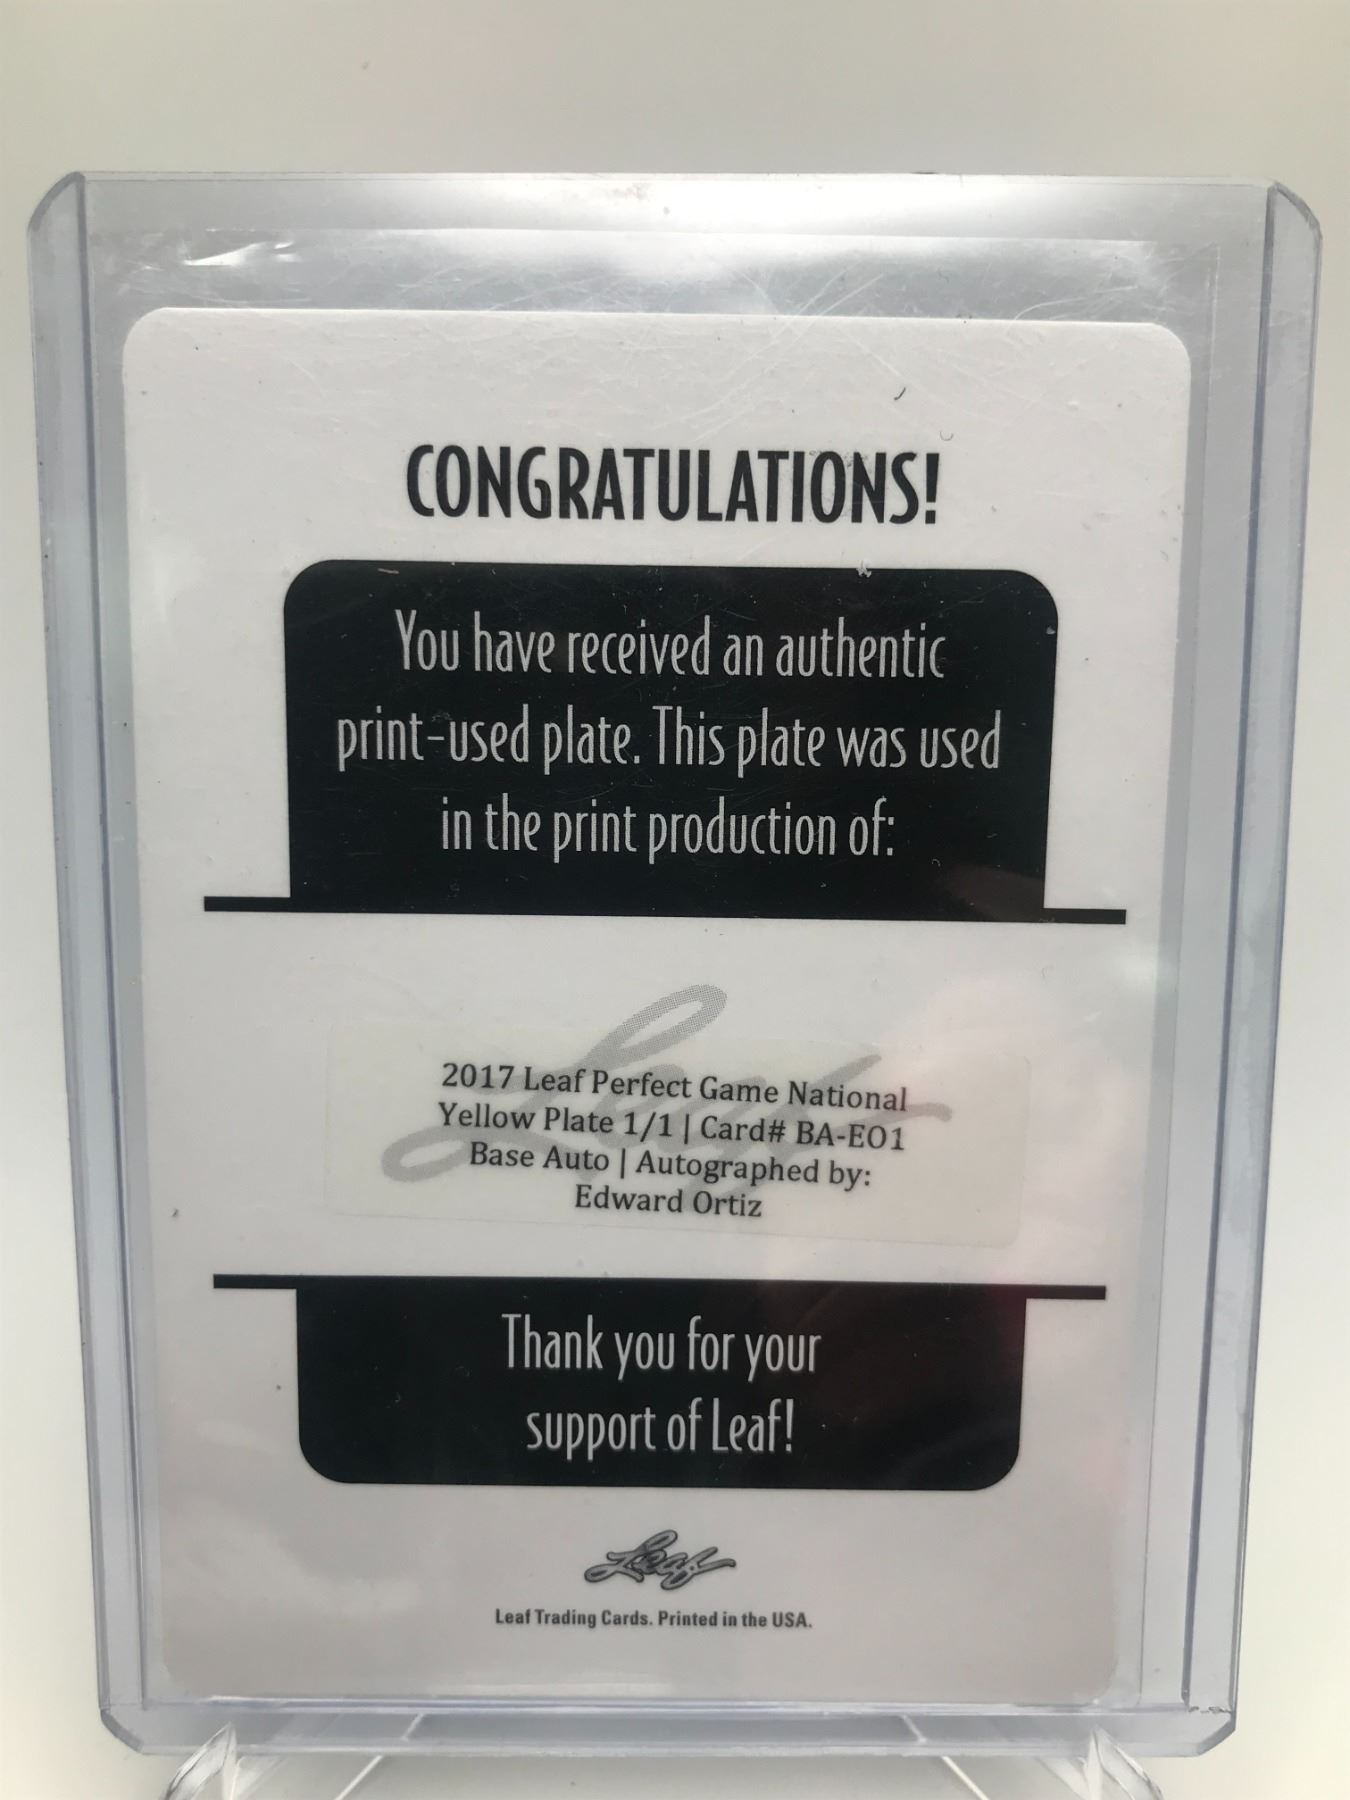 CONGRATULATIONS!
You have received an authentic
print-used plate. This plate was used
in the print production of:
Leaf
2017 Leaf Perfect Game National
Yellow Plate 1/1 | Card# BA-EO1
Base Auto | Autographed by:
Edward Ortiz
Thank you for your
support of Leaf!
Leaf
Leaf Trading Cards. Printed in the USA.